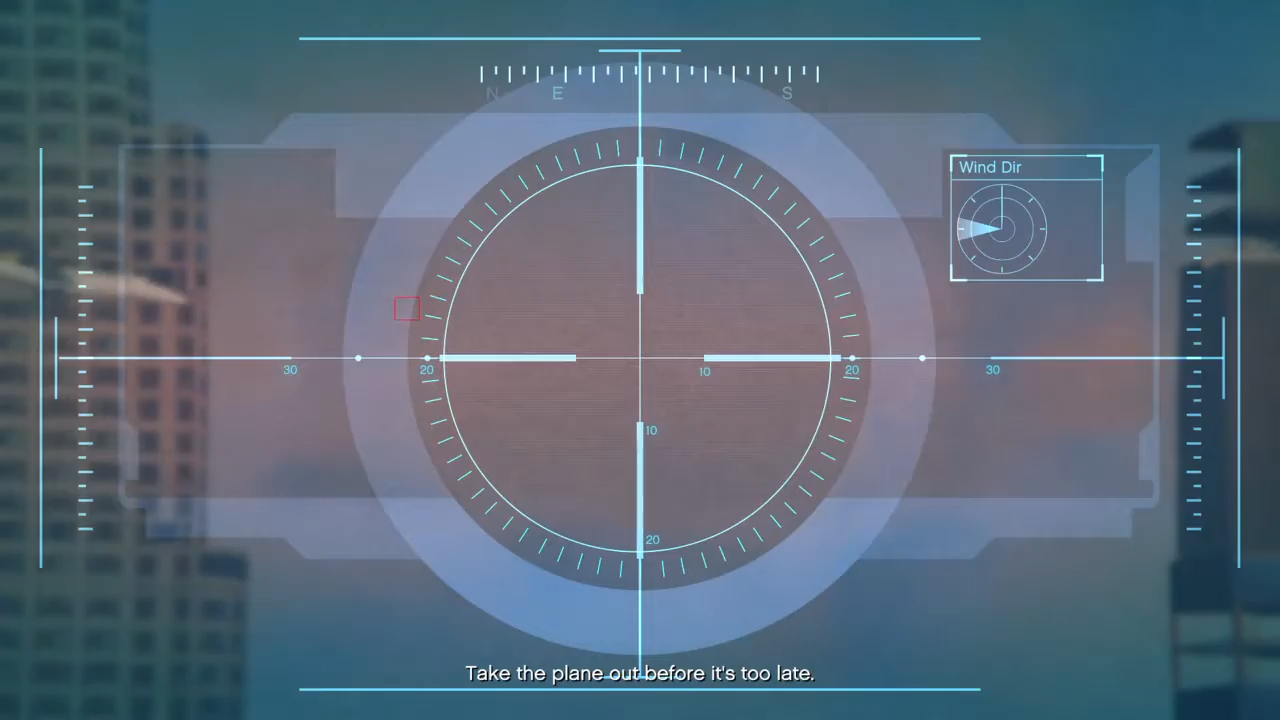 N E S
Wind Dir
30 20 10 20 30
10
20
Take the plane out before it's too late.